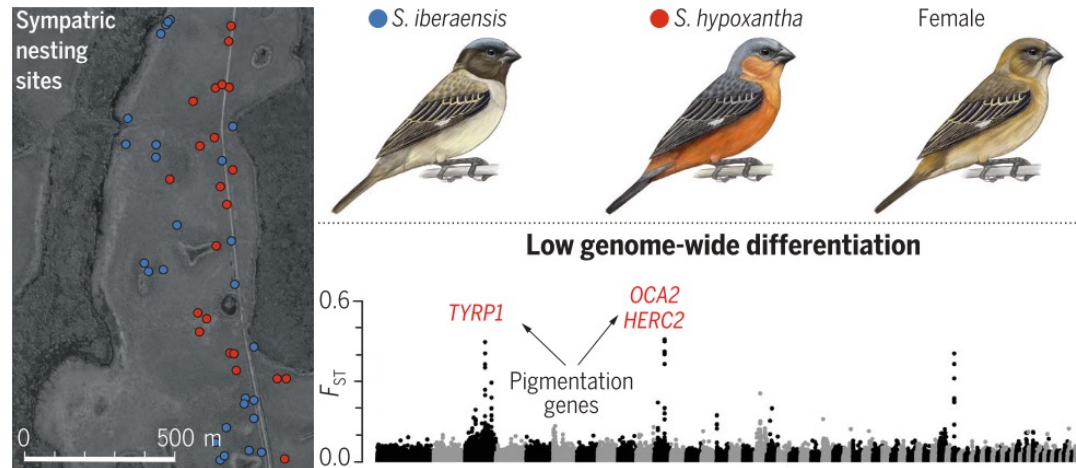 Sympatric
nesting
sites
0 500 m
S. iberaensis
S. hypoxantha
Female
Low genome-wide differentiation
0.6
FST
0.0
TYRP1
OCA2
HERC2
Pigmentation
genes